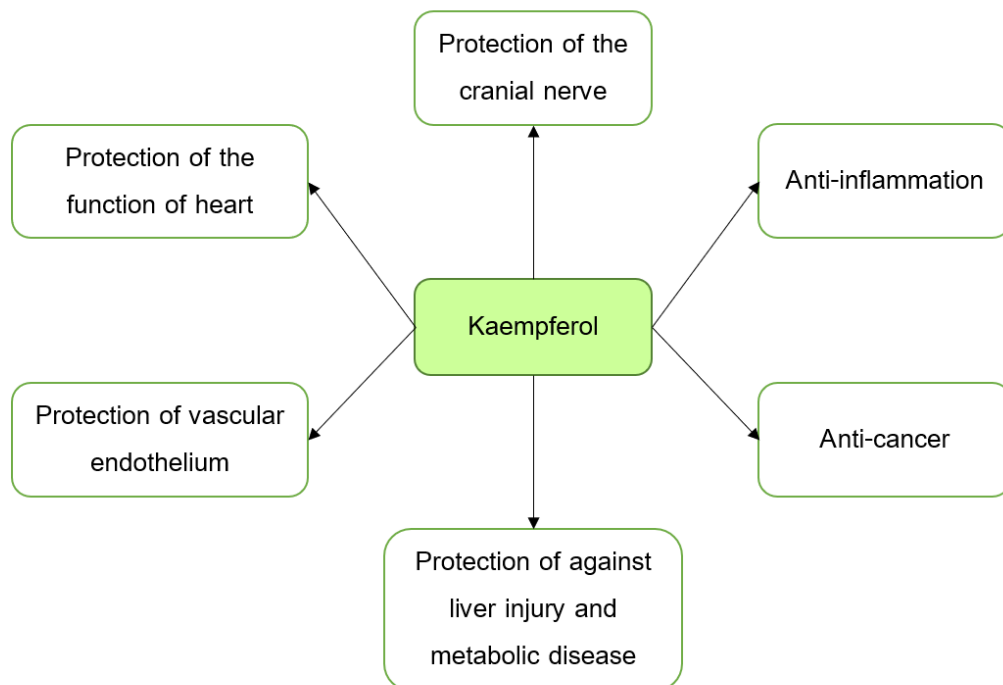 Protection of the
cranial nerve
Protection of the
function of heart
Anti-inflammation
Kaempferol
Protection of vascular
endothelium
Anti-cancer
Protection of against
liver injury and
metabolic disease